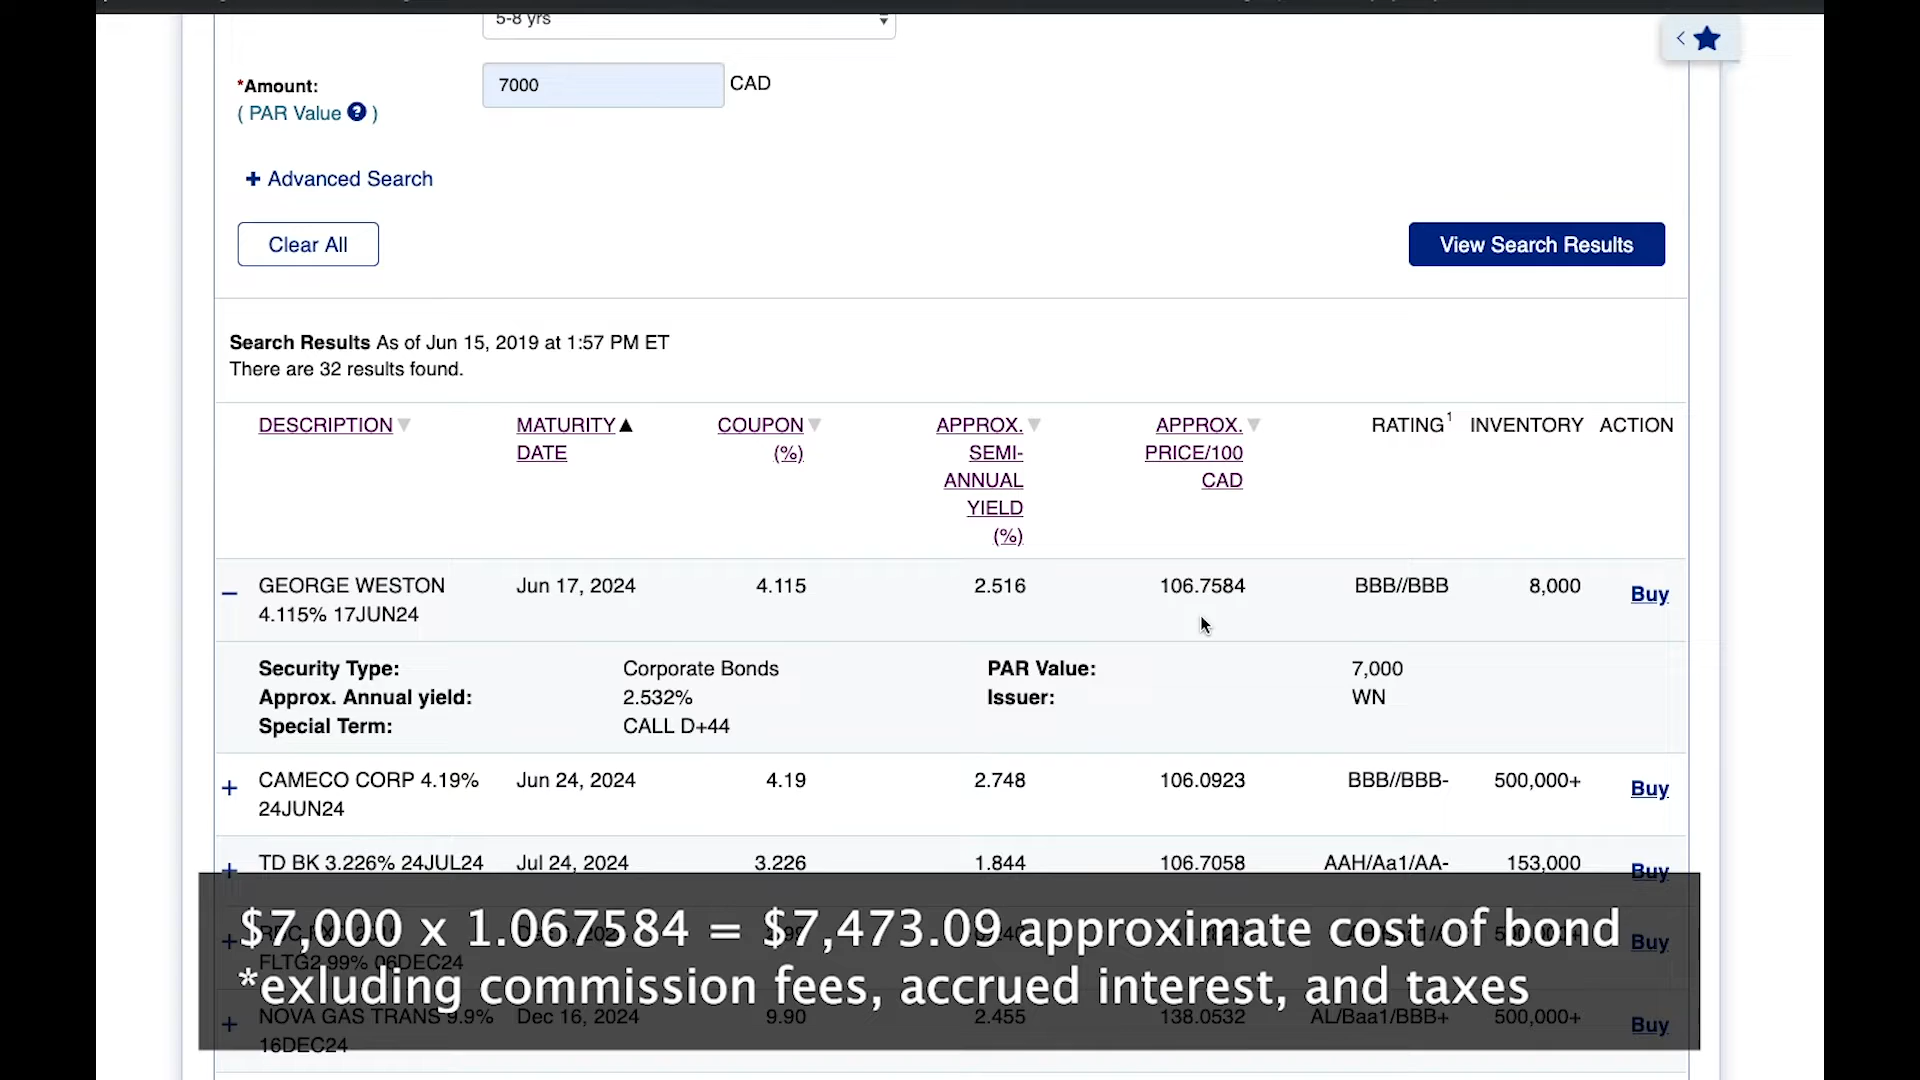 5-8 yrs
*Amount:
7000
CAD
( PAR Value ? )
+ Advanced Search
Clear All
View Search Results
Search Results As of Jun 15, 2019 at 1:57 PM ET
There are 32 results found.
DESCRIPTION MATURITY COUPON APPROX. APPROX. RATING1 INVENTORY ACTION
DATE (%) SEMI- PRICE/100
ANNUAL CAD
YIELD
(%)
GEORGE WESTON Jun 17, 2024 4.115 2.516 106.7584 BBB//BBB 8,000 Buy
4.115% 17JUN24
Security Type: Corporate Bonds PAR Value: 7,000
Approx. Annual yield: 2.532% Issuer: WN
Special Term: CALL D+44
CAMECO CORP 4.19% Jun 24, 2024 4.19 2.748 106.0923 BBB//BBB- 500,000+ Buy
24JUN24
TD BK 3.226% 24JUL24 Jul 24, 2024 3.226 1.844 106.7058 AAH/Aa1/AA- 153,000 Buy
$7,000 x 1.067584 = $7,473.09 approximate cost of bond
Buy
FLTG2.99% 06DEC24
*exluding commission fees, accrued interest, and taxes
NOVA GAS TRANS 9.9% Dec 16, 2024 9.90 2.455 138.0532 AL/Baa1/BBB+ 500,000+ Buy
16DEC24